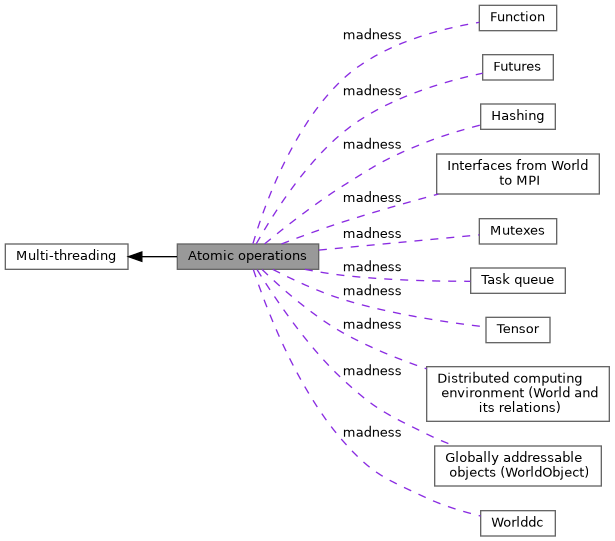 Function
madness
Futures
madness
Hashing
madness
Interfaces from World
to MPI
madness
Mutexes
madness
Multi-threading
Atomic operations
madness
Task queue
madness
Tensor
madness
Distributed computing
environment (World and
its relations)
madness
Globally addressable
objects (WorldObject)
madness
Worlddc